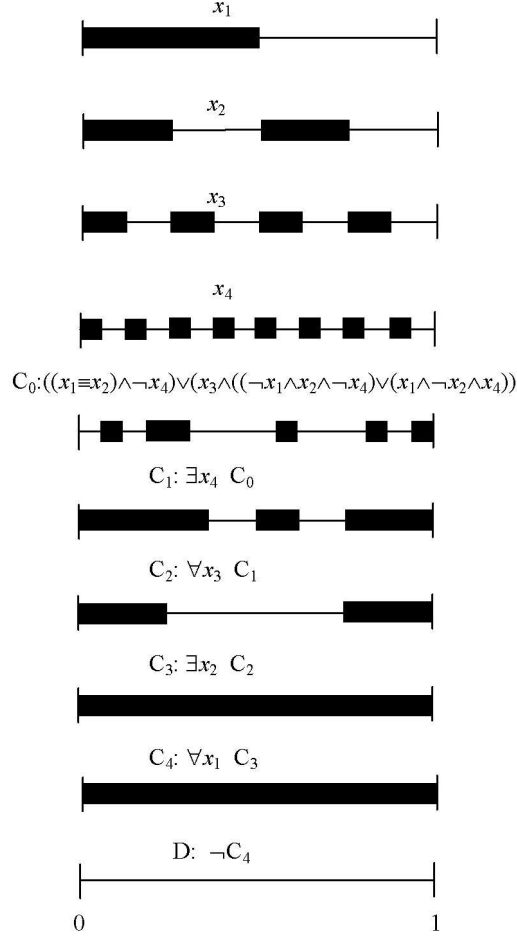 x₁
x₂
x₃
x₄
C₀:((x₁≡x₂)∧¬x₄)∨(x₃∧((¬x₁∧x₂∧¬x₄)∨(x₁∧¬x₂∧x₄))
C₁: ∃x₄ C₀
C₂: ∀x₃ C₁
C₃: ∃x₂ C₂
C₄: ∀x₁ C₃
D: ¬C₄
0 1